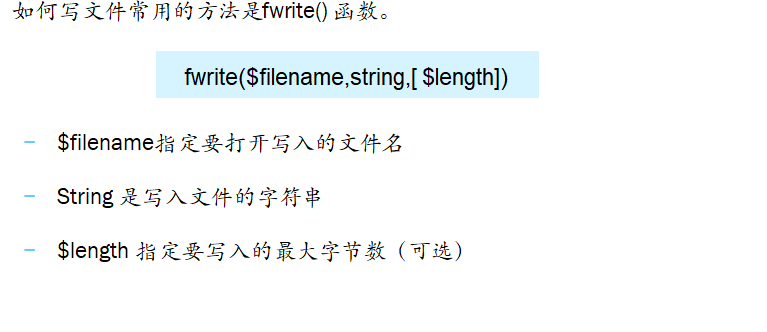 如何写文件常用的方法是fwrite() 函数。
fwrite($filename,string,[ $length])
– $filename指定要打开写入的文件名
– String 是写入文件的字符串
– $length 指定要写入的最大字节数（可选）